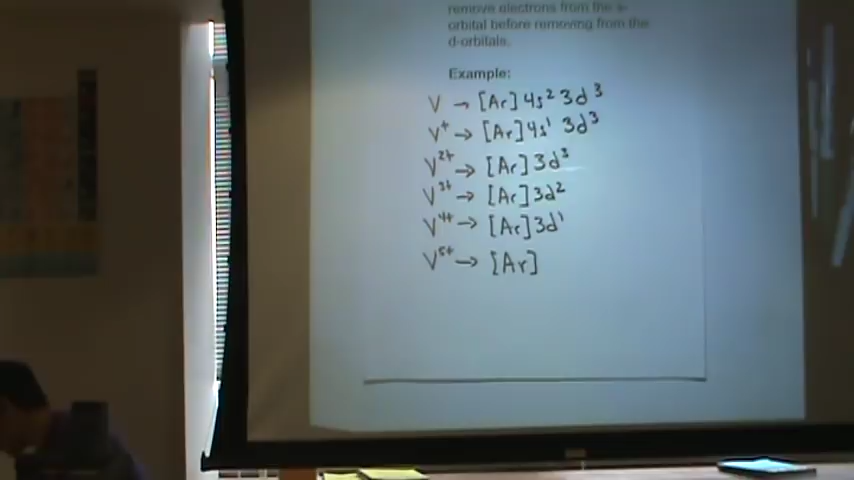 remove electrons from the s-
orbital before removing from the
d-orbitals.
Example:
V → [Ar] 4s² 3d³
V⁺ → [Ar] 4s¹ 3d³
V²⁺ → [Ar] 3d³
V³⁺ → [Ar] 3d²
V⁴⁺ → [Ar] 3d¹
V⁵⁺ → [Ar]